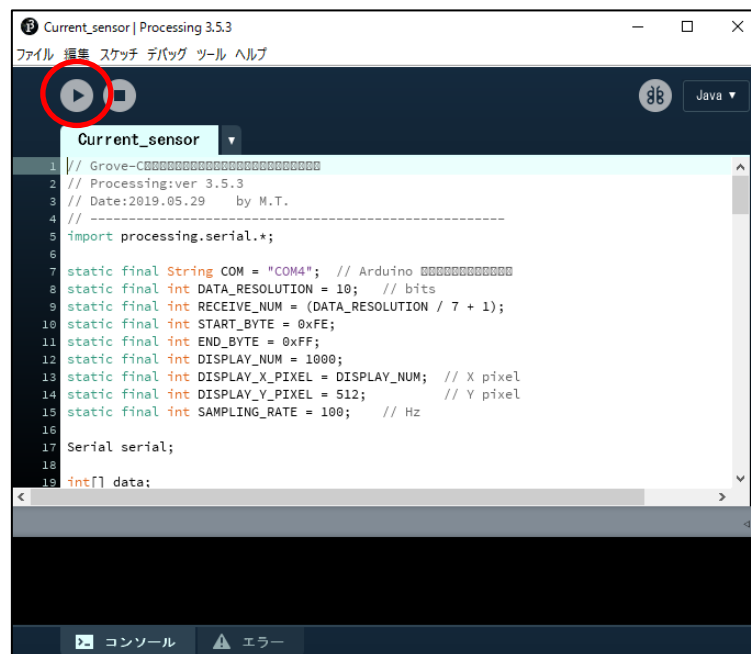 Current_sensor | Processing 3.5.3
ファイル 編集 スケッチ デバッグ ツール ヘルプ
Java ▼
Current_sensor ▼
1 // Grove-C
2 // Processing:ver 3.5.3
3 // Date:2019.05.29    by M.T.
4 // ------------------------------------------------------
5 import processing.serial.*;
6
7 static final String COM = "COM4";  // Arduino
8 static final int DATA_RESOLUTION = 10;   // bits
9 static final int RECEIVE_NUM = (DATA_RESOLUTION / 7 + 1);
10 static final int START_BYTE = 0xFE;
11 static final int END_BYTE = 0xFF;
12 static final int DISPLAY_NUM = 1000;
13 static final int DISPLAY_X_PIXEL = DISPLAY_NUM;  // X pixel
14 static final int DISPLAY_Y_PIXEL = 512;          // Y pixel
15 static final int SAMPLING_RATE = 100;    // Hz
16
17 Serial serial;
18
19 int[] data;
コンソール エラー